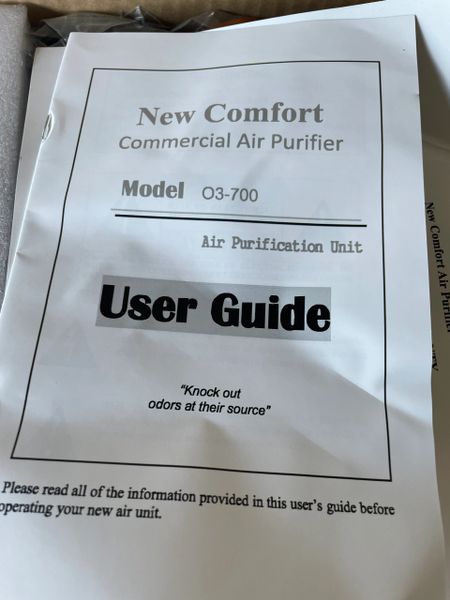 New Comfort
Commercial Air Purifier
Model O3-700
Air Purification Unit
User Guide
"Knock out
odors at their source"
Please read all of the information provided in this user's guide before
operating your new air unit.
New Comfort Air Purifier